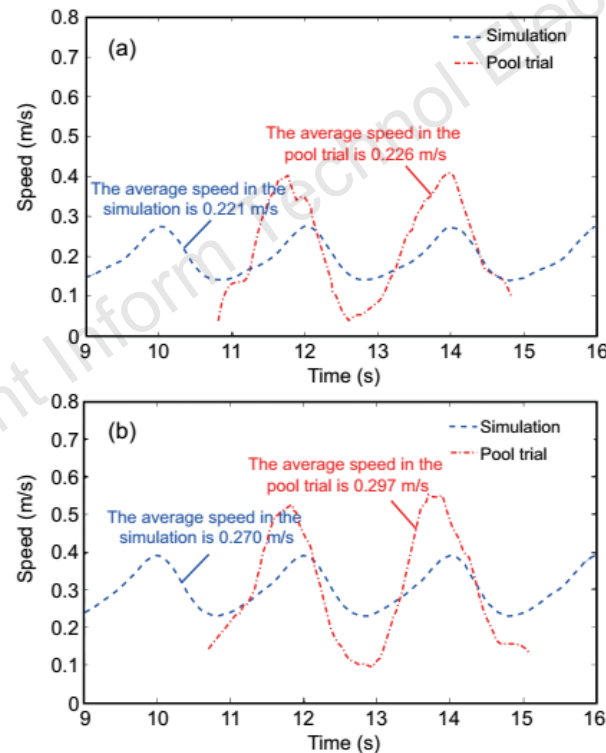 0.8
(a)
Simulation
Pool trial
0.7
0.6
The average speed in the
pool trial is 0.226 m/s
0.5
The average speed in the
simulation is 0.221 m/s
0.4
0.3
0.2
0.1
0
Speed (m/s)
9 10 11 12 13 14 15 16
Time (s)
0.8
(b)
Simulation
Pool trial
0.7
0.6
The average speed in the
pool trial is 0.297 m/s
0.5
The average speed in the
simulation is 0.270 m/s
0.4
0.3
0.2
0.1
0
Speed (m/s)
9 10 11 12 13 14 15 16
Time (s)
Inform Technol Elec